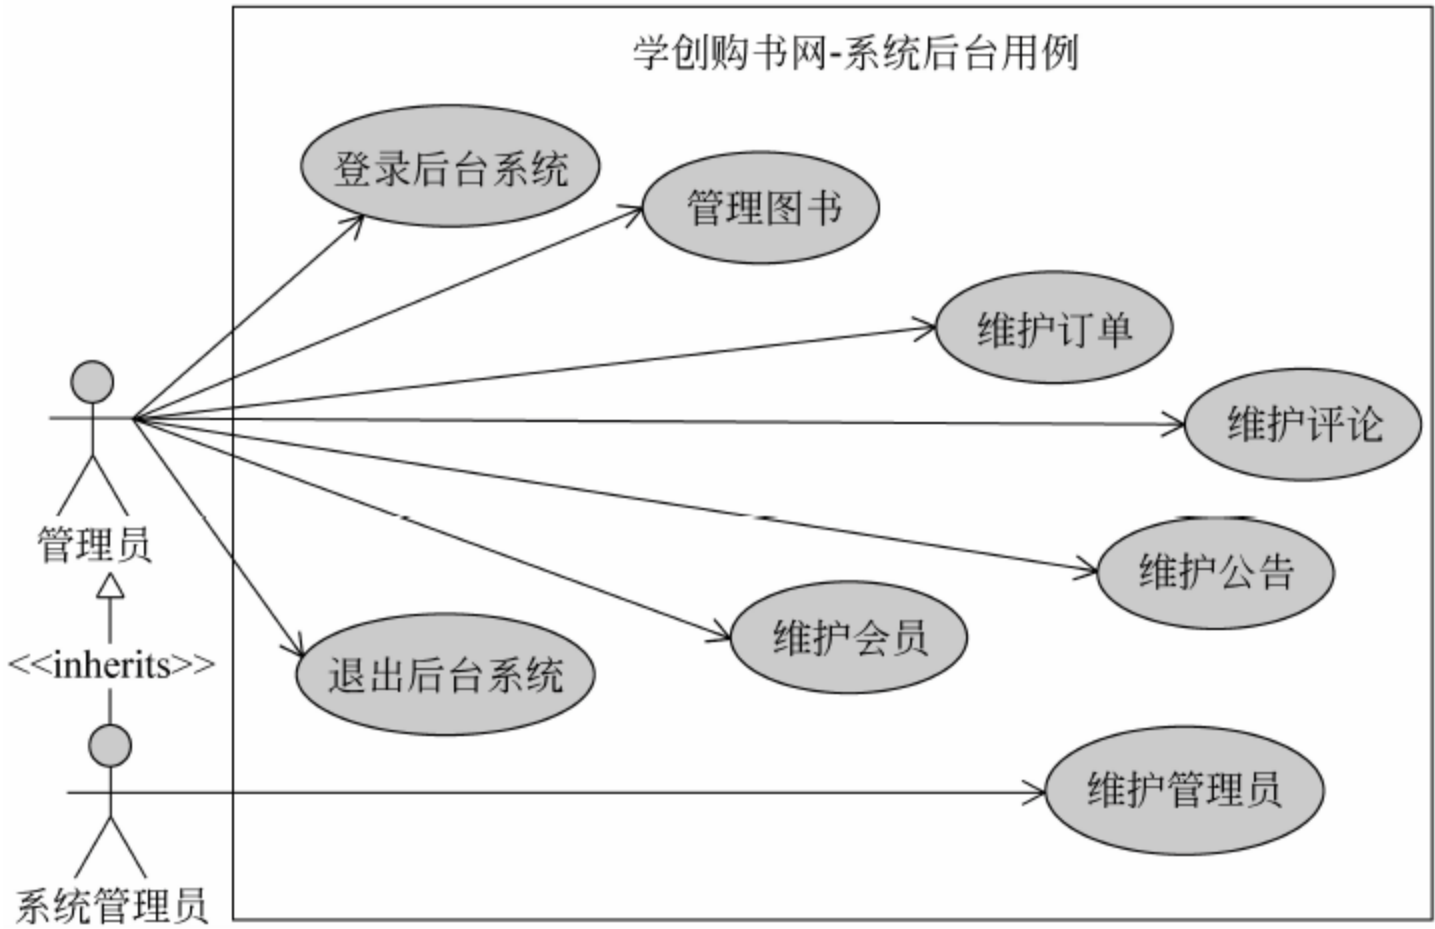 学创购书网-系统后台用例
登录后台系统
管理图书
维护订单
维护评论
管理员
维护公告
维护会员
<<inherits>>
退出后台系统
维护管理员
系统管理员